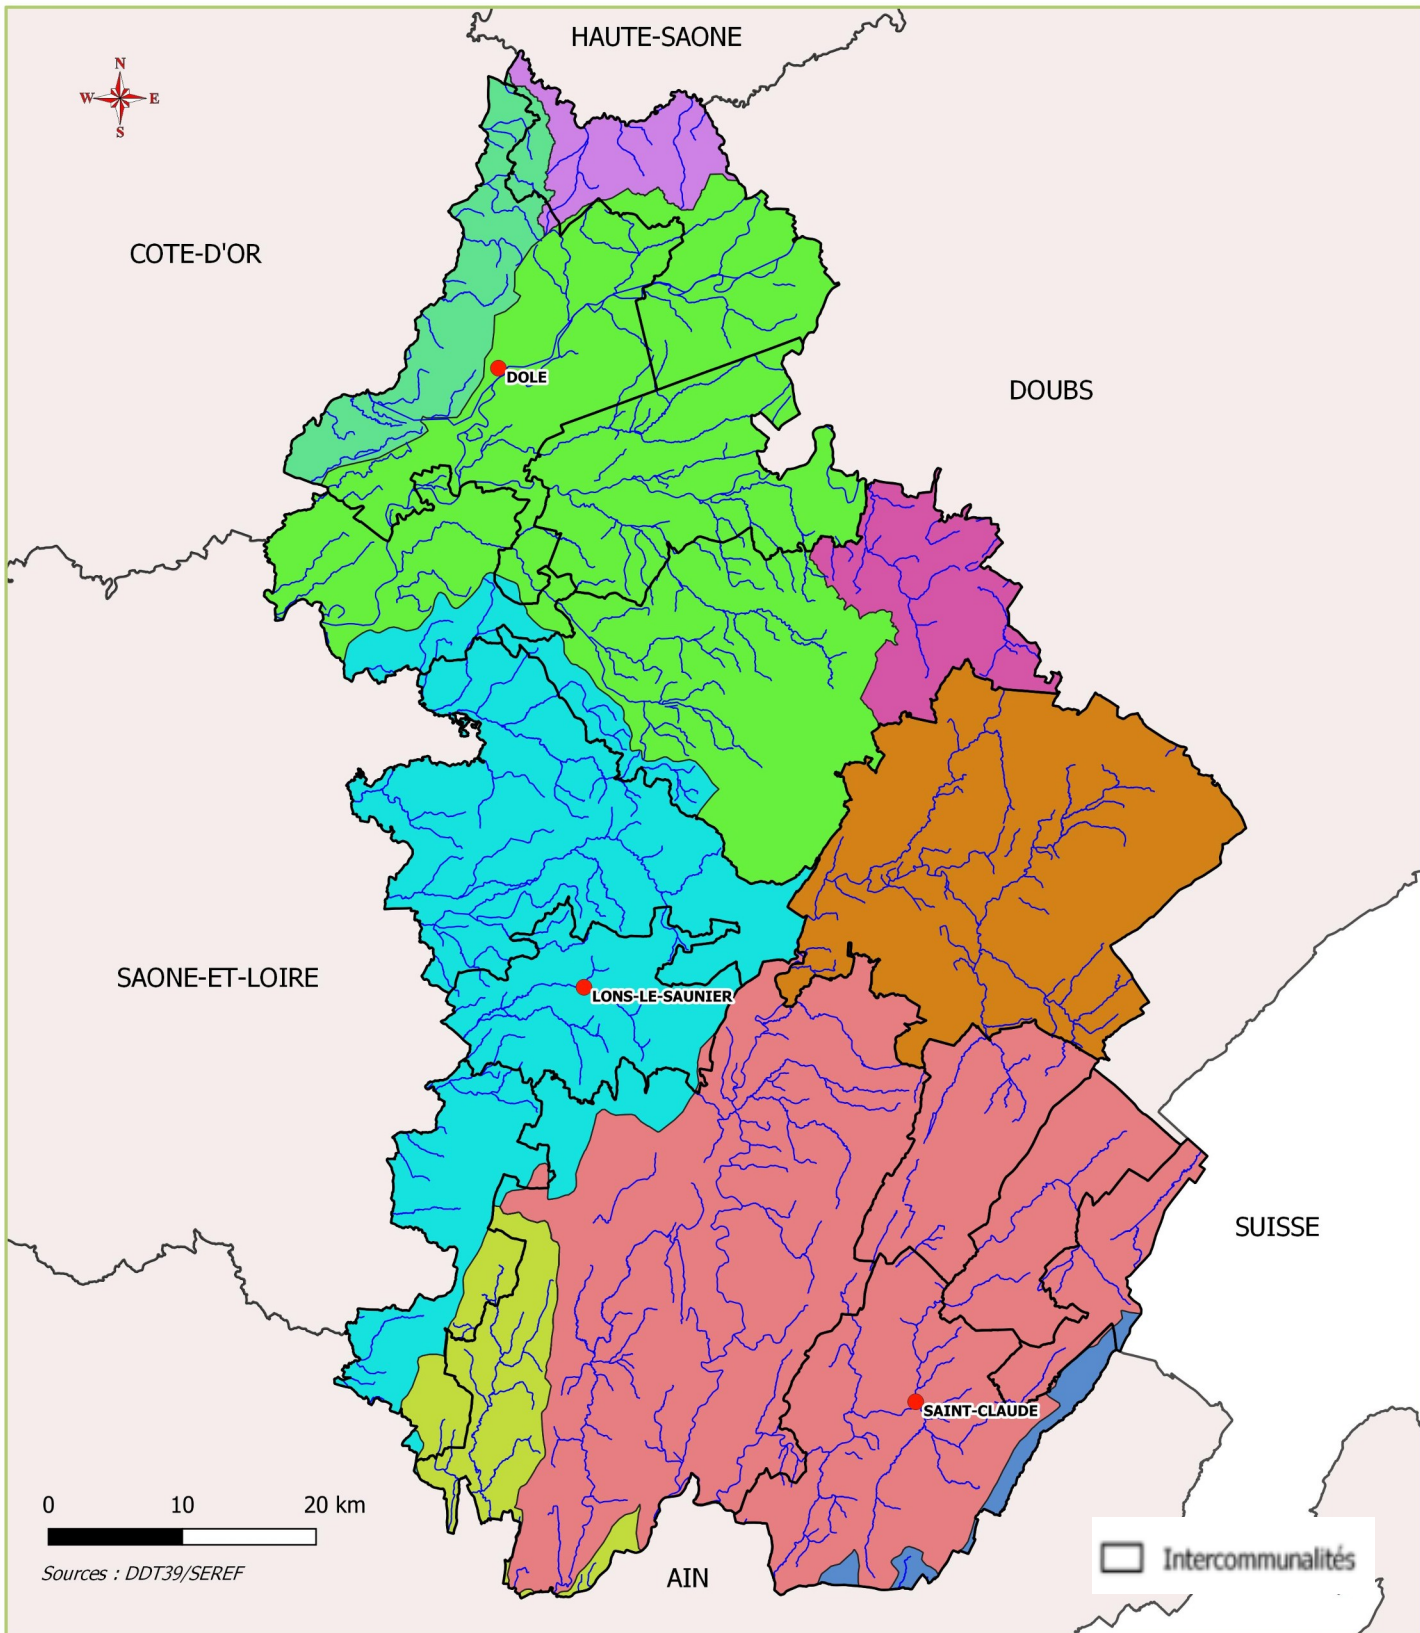 HAUTE-SAONE
N
W E
S
COTE-D'OR
DOLE
DOUBS
SAONE-ET-LOIRE
LONS-LE-SAUNIER
SUISSE
SAINT-CLAUDE
0 10 20 km
Sources : DDT39/SEREF
AIN
Intercommunalités